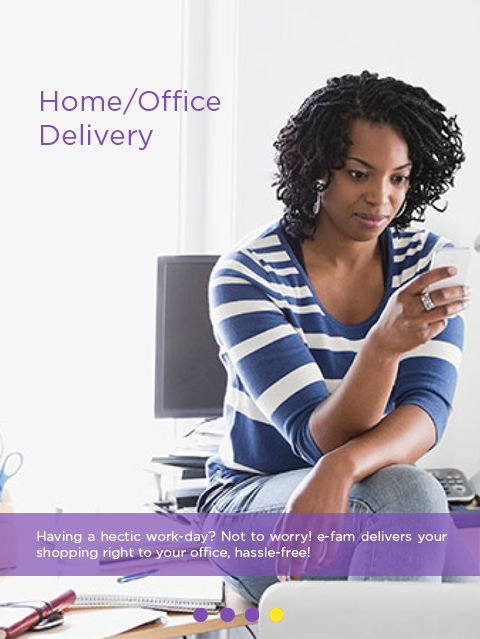 Home/Office
Delivery
Having a hectic work-day? Not to worry! e-fam delivers your
shopping right to your office, hassle-free!